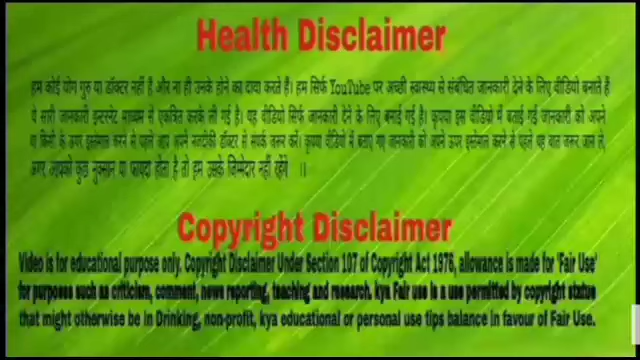 Health Disclaimer
हम कोई योग गुरु या डॉक्टर नहीं है और ना ही उनके होने का दावा करते हैं। हम सिर्फ YouTube पर अच्छी स्वास्थ्य से संबंधित जानकारी देने के लिए वीडियो बनाते हैं
ये सारी जानकारी इन्टरनेट माध्यम से एकत्रित करके ली गई है। यह वीडियो सिर्फ जानकारी देने के लिए बनाई गई है। कृपया इस वीडियो में बताई गई जानकारी को अपने
या किसी के ऊपर इस्तेमाल करने से पहले आप अपने नजदीकी डॉक्टर से संपर्क जरूर करें। कृपया वीडियो में बताए गए जानकारी को अपने ऊपर इस्तेमाल करने से पहले यह बात जरूर जान ले,
अगर आपको कुछ नुक्सान या फायदा होता है तो हम उसके जिम्मेदार नहीं रहेंगे ।।
Copyright Disclaimer
Video is for educational purpose only. Copyright Disclaimer Under Section 107 of Copyright Act 1976, allowance is made for 'Fair Use'
for purposes such as criticism, comment, news reporting, teaching and research. kya Fair use is a use permitted by copyright statue
that might otherwise be in Drinking, non-profit, kya educational or personal use tips balance in favour of Fair Use.